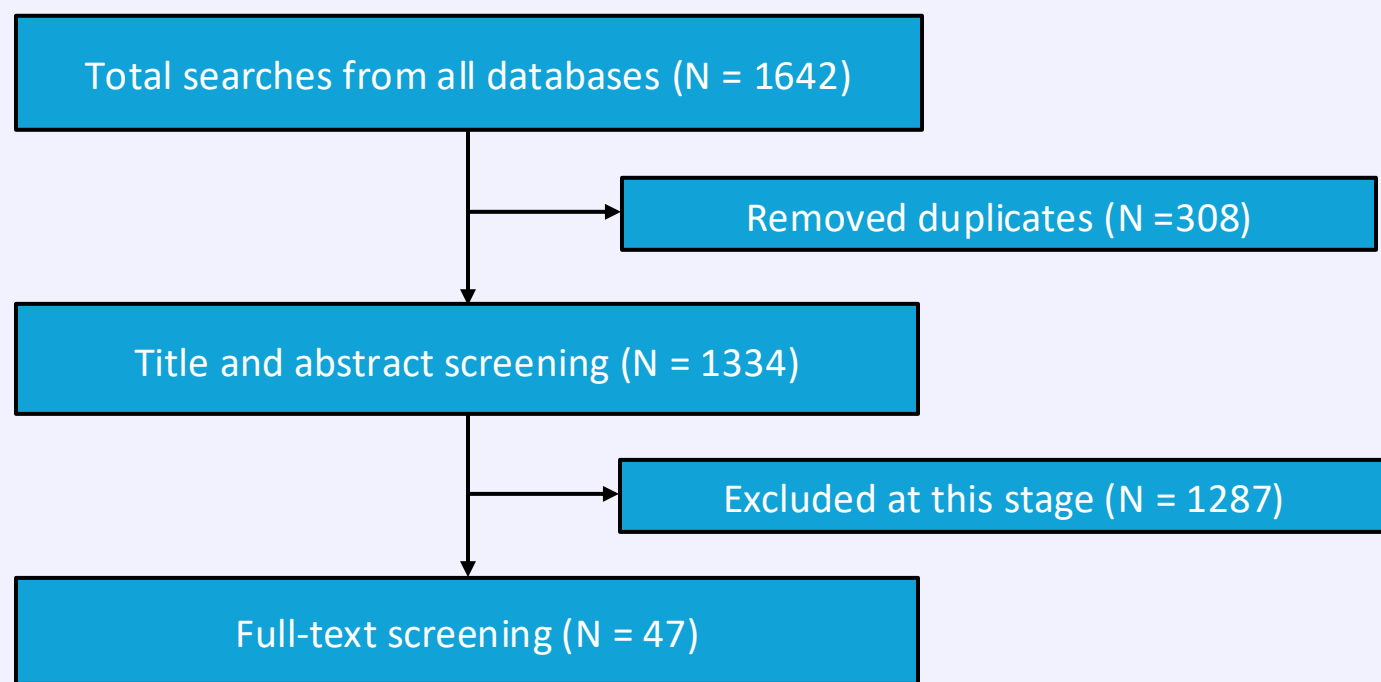 Total searches from all databases (N = 1642)
Removed duplicates (N =308)
Title and abstract screening (N = 1334)
Excluded at this stage (N = 1287)
Full-text screening (N = 47)